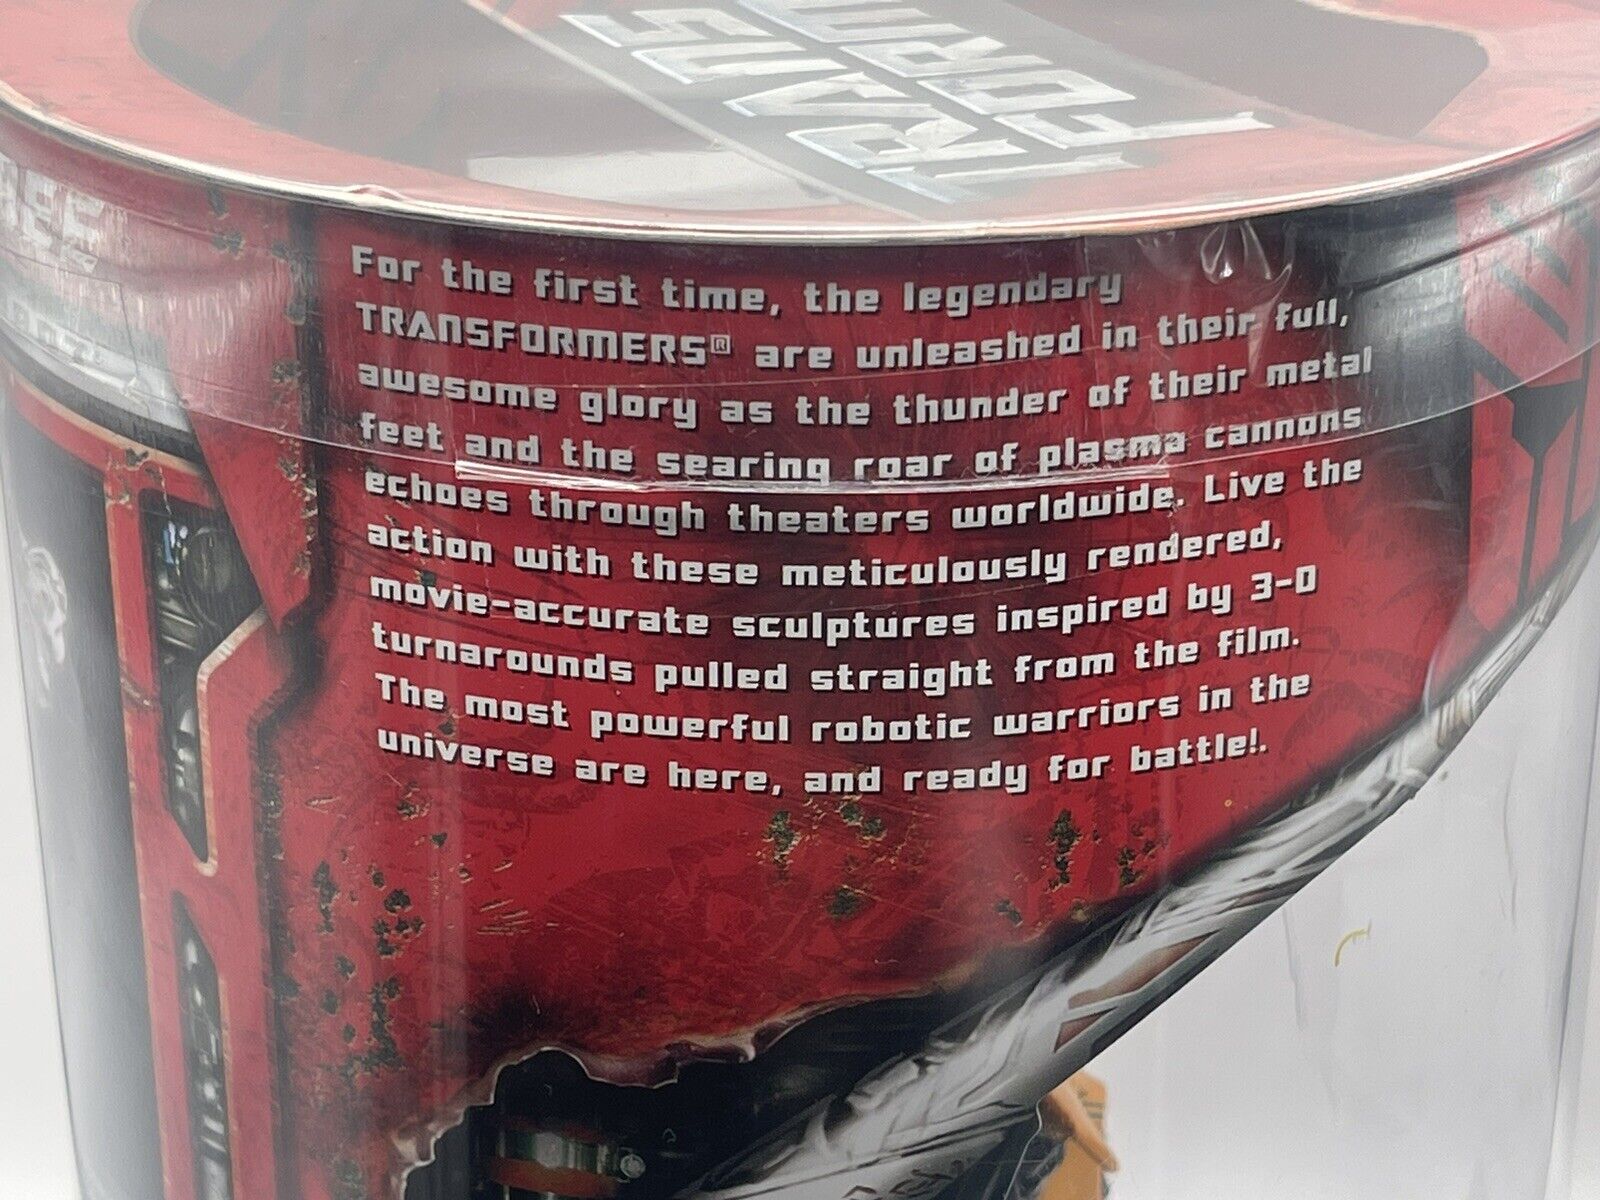 TRANSFORM
For the first time, the legendary
TRANSFORMERS® are unleashed in their full,
awesome glory as the thunder of their metal
feet and the searing roar of plasma cannons
echoes through theaters worldwide. Live the
action with these meticulously rendered,
movie-accurate sculptures inspired by 3-D
turnarounds pulled straight from the film.
The most powerful robotic warriors in the
universe are here, and ready for battle!.